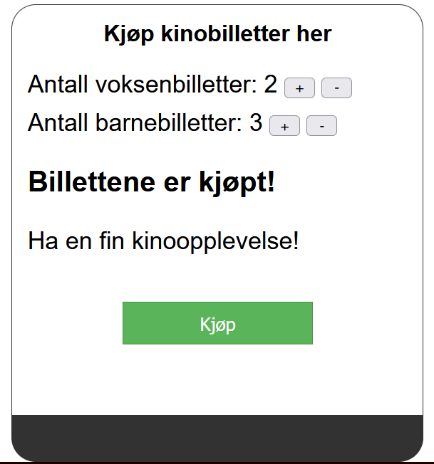 Kjøp kinobilletter her
Antall voksenbilletter: 2 + -
Antall barnebilletter: 3 + -
Billettene er kjøpt!
Ha en fin kinoopplevelse!
Kjøp